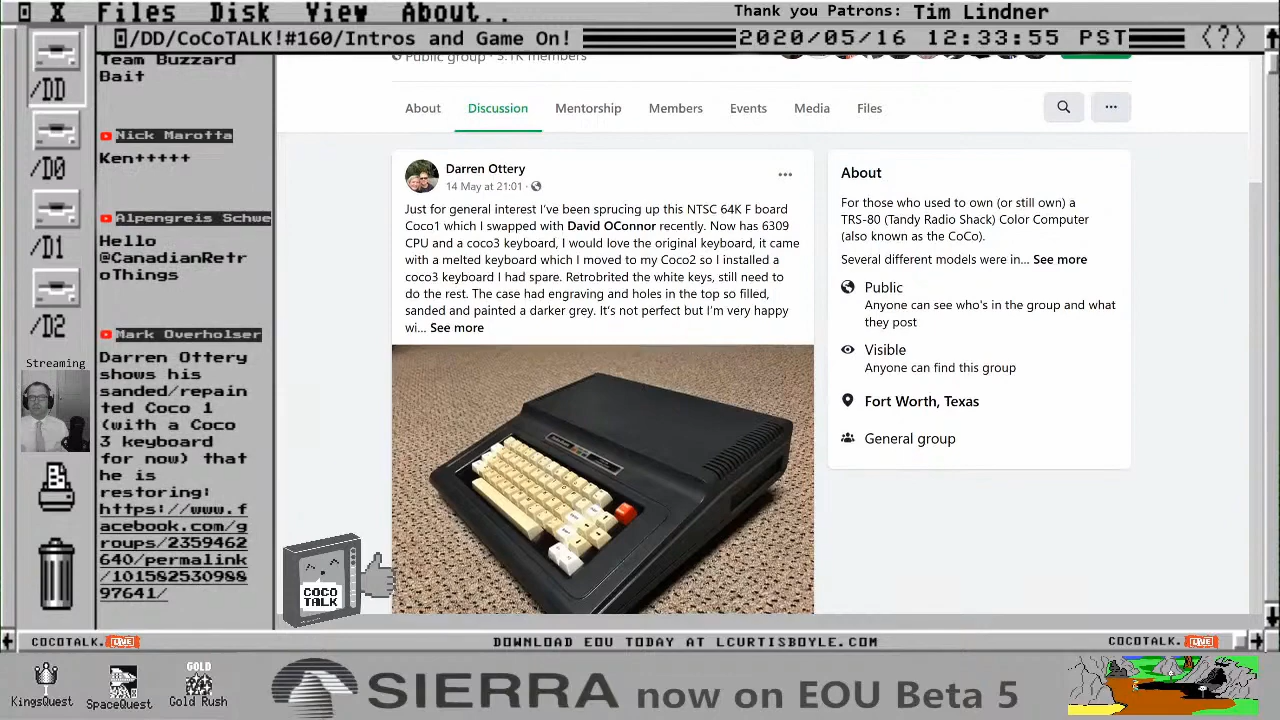 X Files Disk View About..
Thank you Patrons: Tim Lindner
/DD/CoCoTALK!#160/Intros and Game On!
2020/05/16 12:33:55 PST
(?)
/DD
/D0
/D1
/D2
Streaming
Team Buzzard
Bait
Nick Marotta
Ken+++++
Alpengreis Schwe
Hello
@CanadianRetr
oThings
Mark Overholser
Darren Ottery
shows his
sanded/repain
ted Coco 1
(with a Coco
3 keyboard
for now) that
he is
restoring:
https://www.f
acebook.com/g
roups/2359462
640/permalink
/101582530988
97641/
Public group · 3.1K members
About
Discussion
Mentorship
Members
Events
Media
Files
Darren Ottery
14 May at 21:01 ·
Just for general interest I've been sprucing up this NTSC 64K F board
Coco1 which I swapped with David OConnor recently. Now has 6309
CPU and a coco3 keyboard, I would love the original keyboard, it came
with a melted keyboard which I moved to my Coco2 so I installed a
coco3 keyboard I had spare. Retrobrited the white keys, still need to
do the rest. The case had engraving and holes in the top so filled,
sanded and painted a darker grey. It's not perfect but I'm very happy
wi... See more
About
For those who used to own (or still own) a
TRS-80 (Tandy Radio Shack) Color Computer
(also known as the CoCo).
Several different models were in... See more
Public
Anyone can see who's in the group and what
they post
Visible
Anyone can find this group
Fort Worth, Texas
General group
COCO
TALK
COCOTALK.LIVE
DOWNLOAD EOU TODAY AT LCURTISBOYLE.COM
COCOTALK.LIVE
KingsQuest
SpaceQuest
GOLD
Gold Rush
SIERRA now on EOU Beta 5